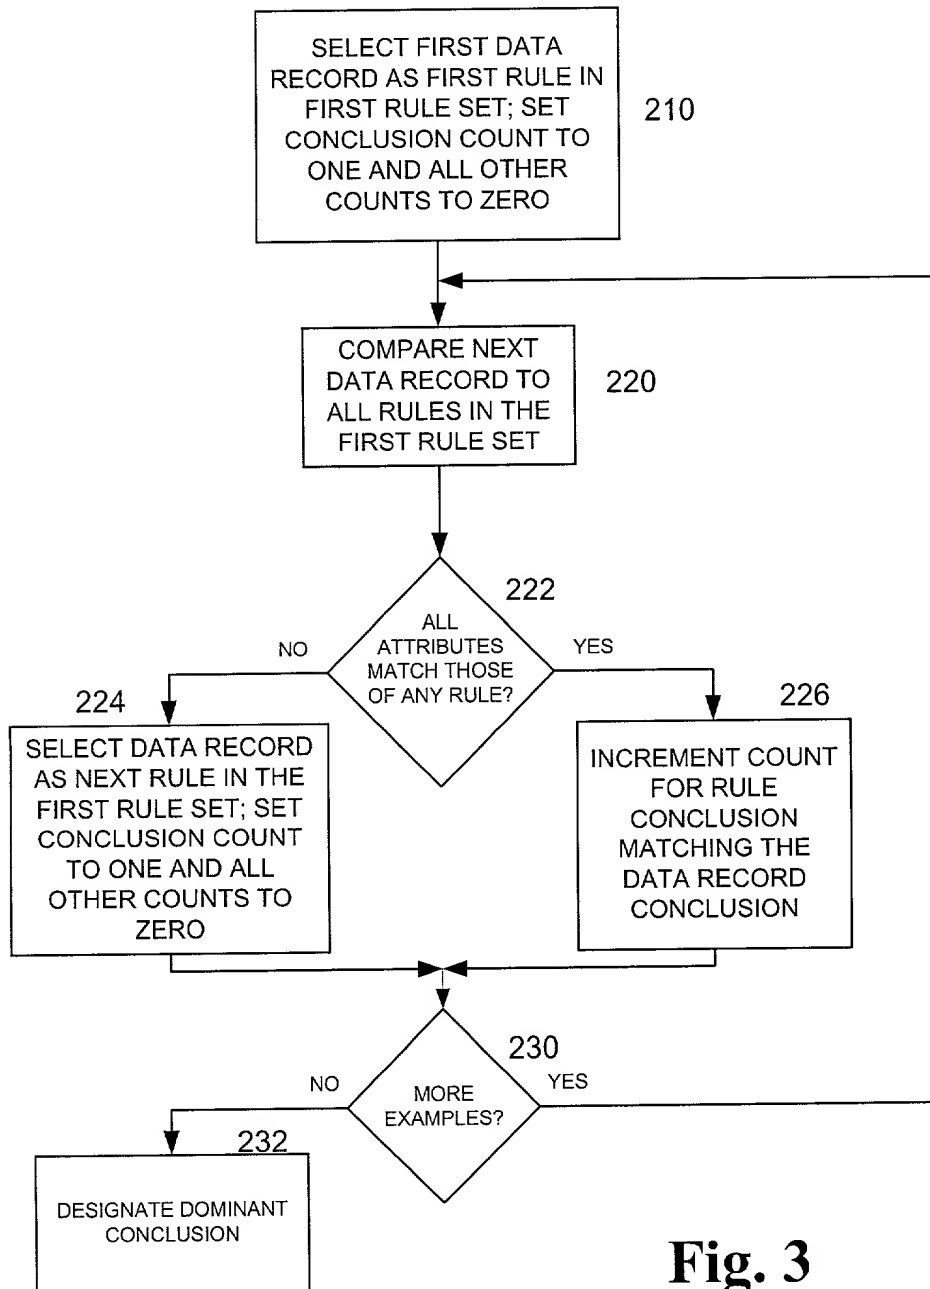 SELECT FIRST DATA
RECORD AS FIRST RULE IN
FIRST RULE SET; SET
CONCLUSION COUNT TO
ONE AND ALL OTHER
COUNTS TO ZERO
210
COMPARE NEXT
DATA RECORD TO
ALL RULES IN THE
FIRST RULE SET
220
222
ALL
ATTRIBUTES
MATCH THOSE
OF ANY RULE?
NO
YES
224
SELECT DATA RECORD
AS NEXT RULE IN THE
FIRST RULE SET; SET
CONCLUSION COUNT
TO ONE AND ALL
OTHER COUNTS TO
ZERO
226
INCREMENT COUNT
FOR RULE
CONCLUSION
MATCHING THE
DATA RECORD
CONCLUSION
230
MORE
EXAMPLES?
NO
YES
232
DESIGNATE DOMINANT
CONCLUSION
Fig. 3